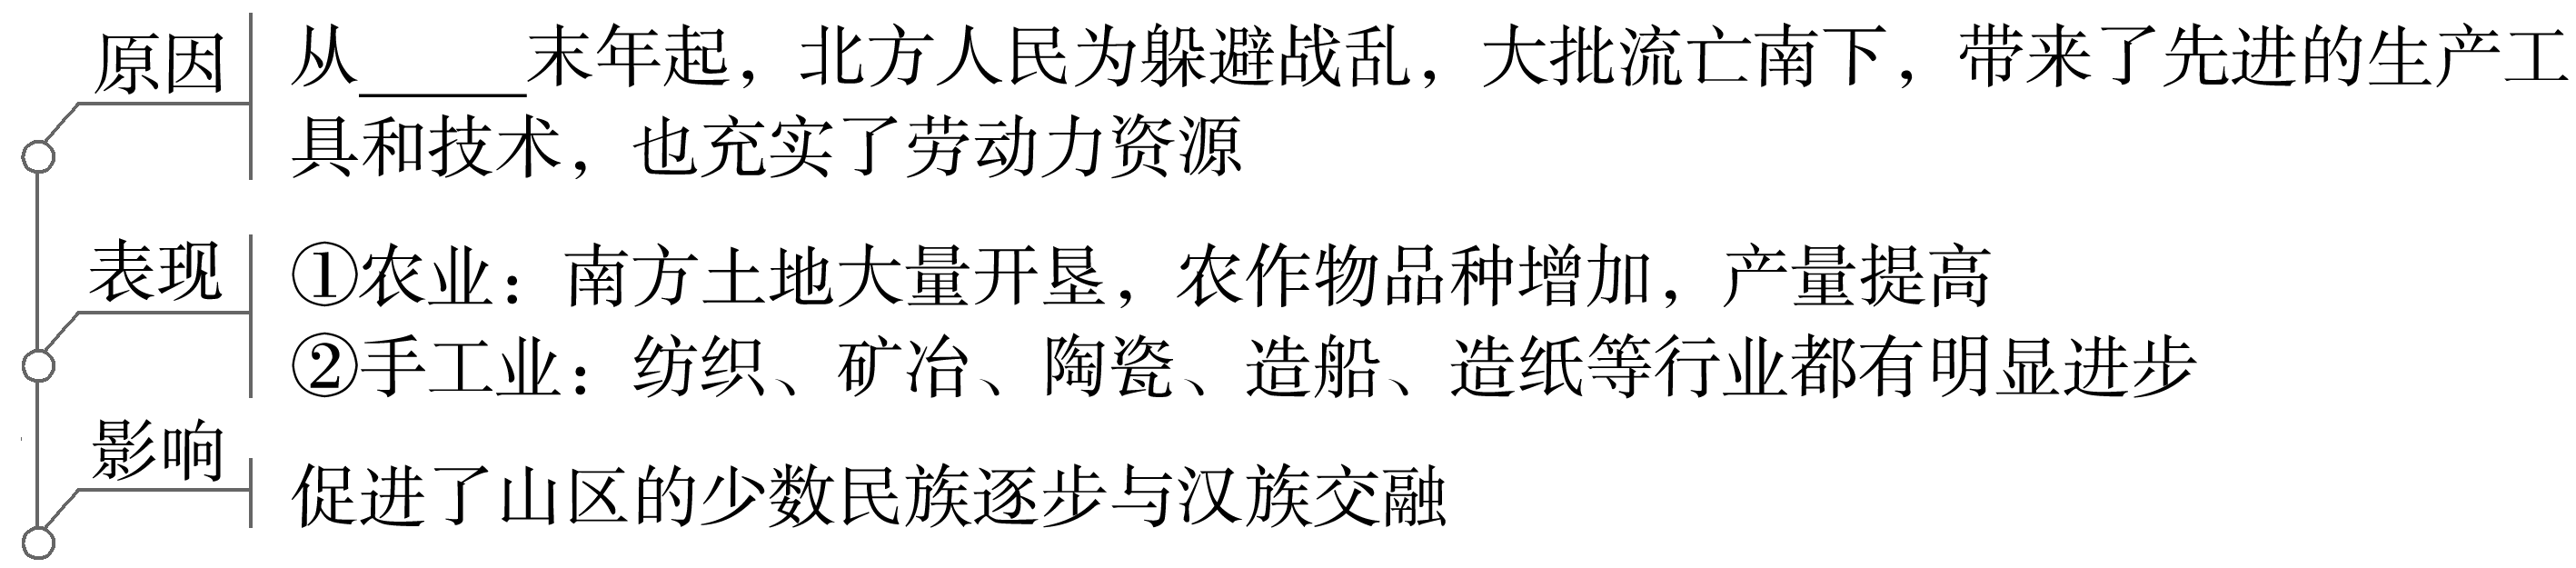 原因
从_____末年起，北方人民为躲避战乱，大批流亡南下，带来了先进的生产工
具和技术，也充实了劳动力资源
表现
①农业：南方土地大量开垦，农作物品种增加，产量提高
②手工业：纺织、矿冶、陶瓷、造船、造纸等行业都有明显进步
影响
促进了山区的少数民族逐步与汉族交融